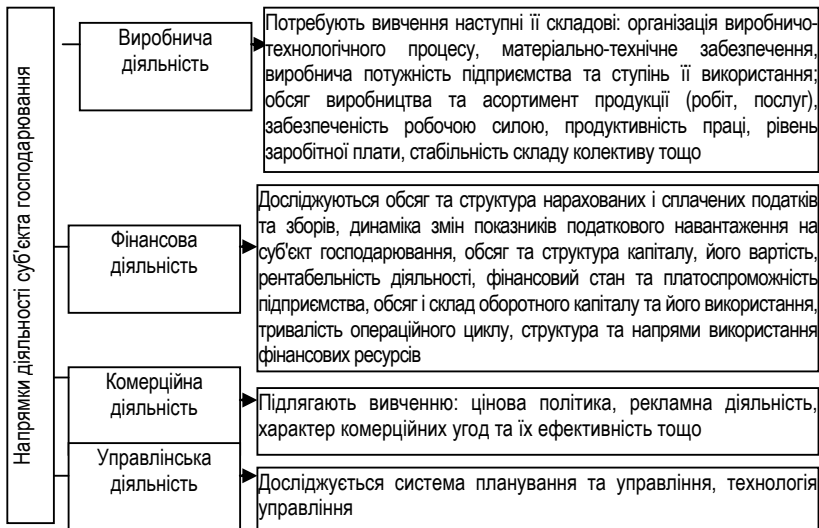 Напрямки діяльності суб'єкта господарювання
Виробнича
діяльність
Потребують вивчення наступні її складові: організація виробничо-
технологічного процесу, матеріально-технічне забезпечення,
виробнича потужність підприємства та ступінь її використання;
обсяг виробництва та асортимент продукції (робіт, послуг),
забезпеченість робочою силою, продуктивність праці, рівень
заробітної плати, стабільність складу колективу тощо
Фінансова
діяльність
Досліджуються обсяг та структура нарахованих і сплачених податків
та зборів, динаміка змін показників податкового навантаження на
суб'єкт господарювання, обсяг та структура капіталу, його вартість,
рентабельність діяльності, фінансовий стан та платоспроможність
підприємства, обсяг і склад оборотного капіталу та його використання,
тривалість операційного циклу, структура та напрями використання
фінансових ресурсів
Комерційна
діяльність
Підлягають вивченню: цінова політика, рекламна діяльність,
характер комерційних угод та їх ефективність тощо
Управлінська
діяльність
Досліджується система планування та управління, технологія
управління